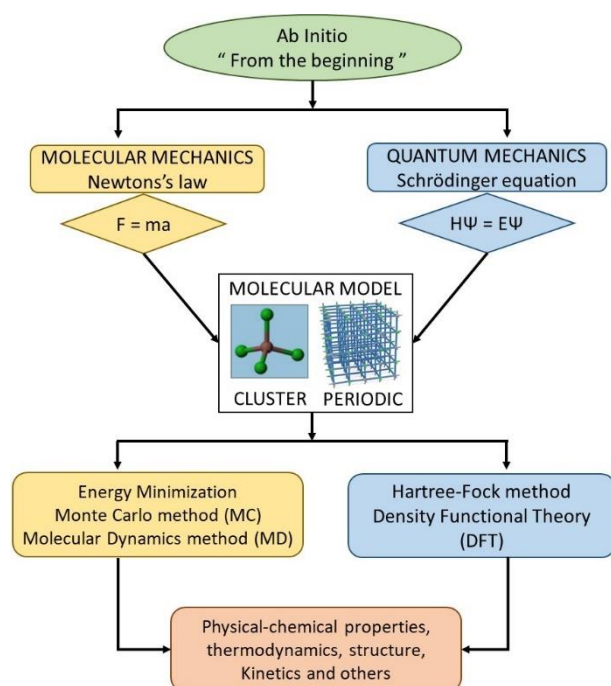 Ab Initio
“ From the beginning ”
MOLECULAR MECHANICS
Newtons’s law
QUANTUM MECHANICS
Schrödinger equation
F = ma
HΨ = EΨ
MOLECULAR MODEL
CLUSTER
PERIODIC
Energy Minimization
Monte Carlo method (MC)
Molecular Dynamics method (MD)
Hartree-Fock method
Density Functional Theory
(DFT)
Physical-chemical properties,
thermodynamics, structure,
Kinetics and others